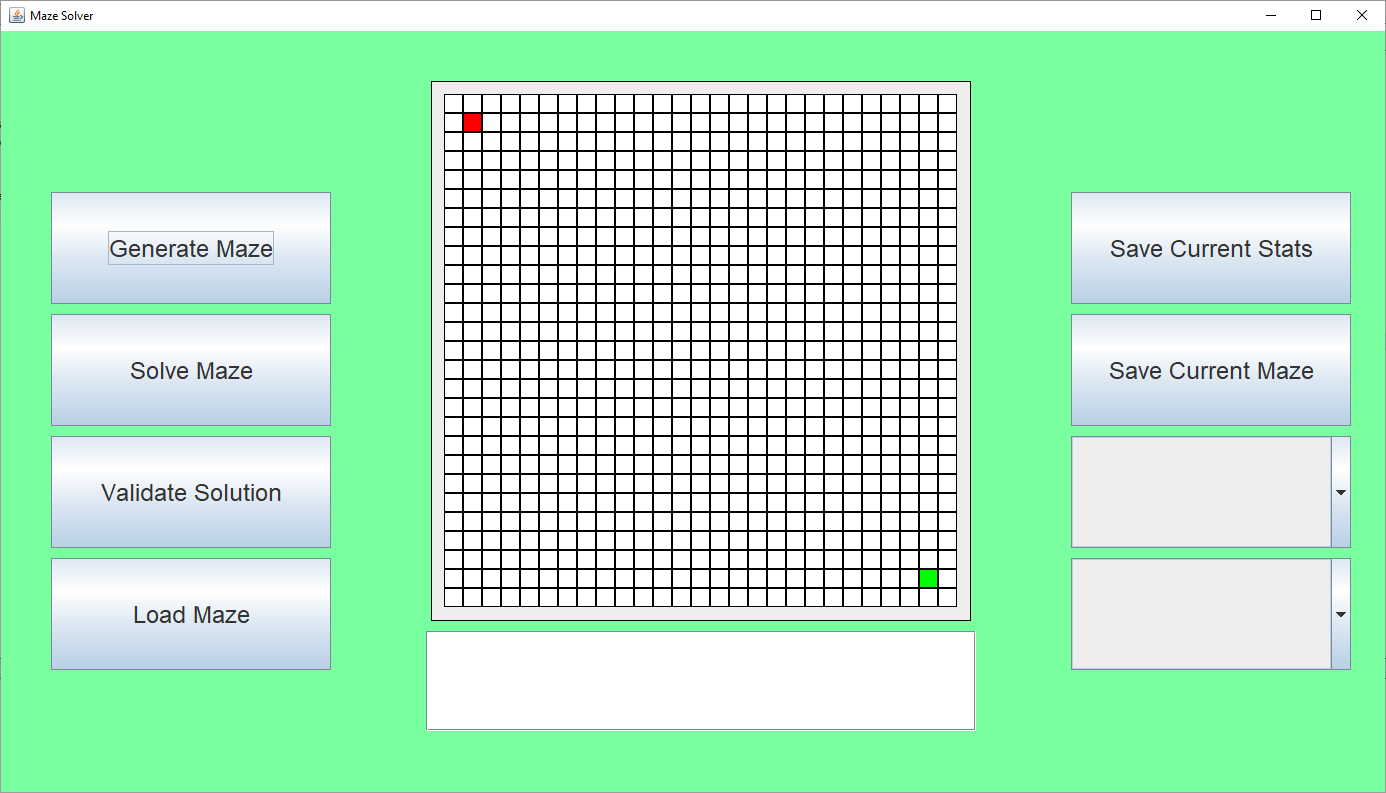 Maze Solver
Generate Maze
Solve Maze
Validate Solution
Load Maze
Save Current Stats
Save Current Maze